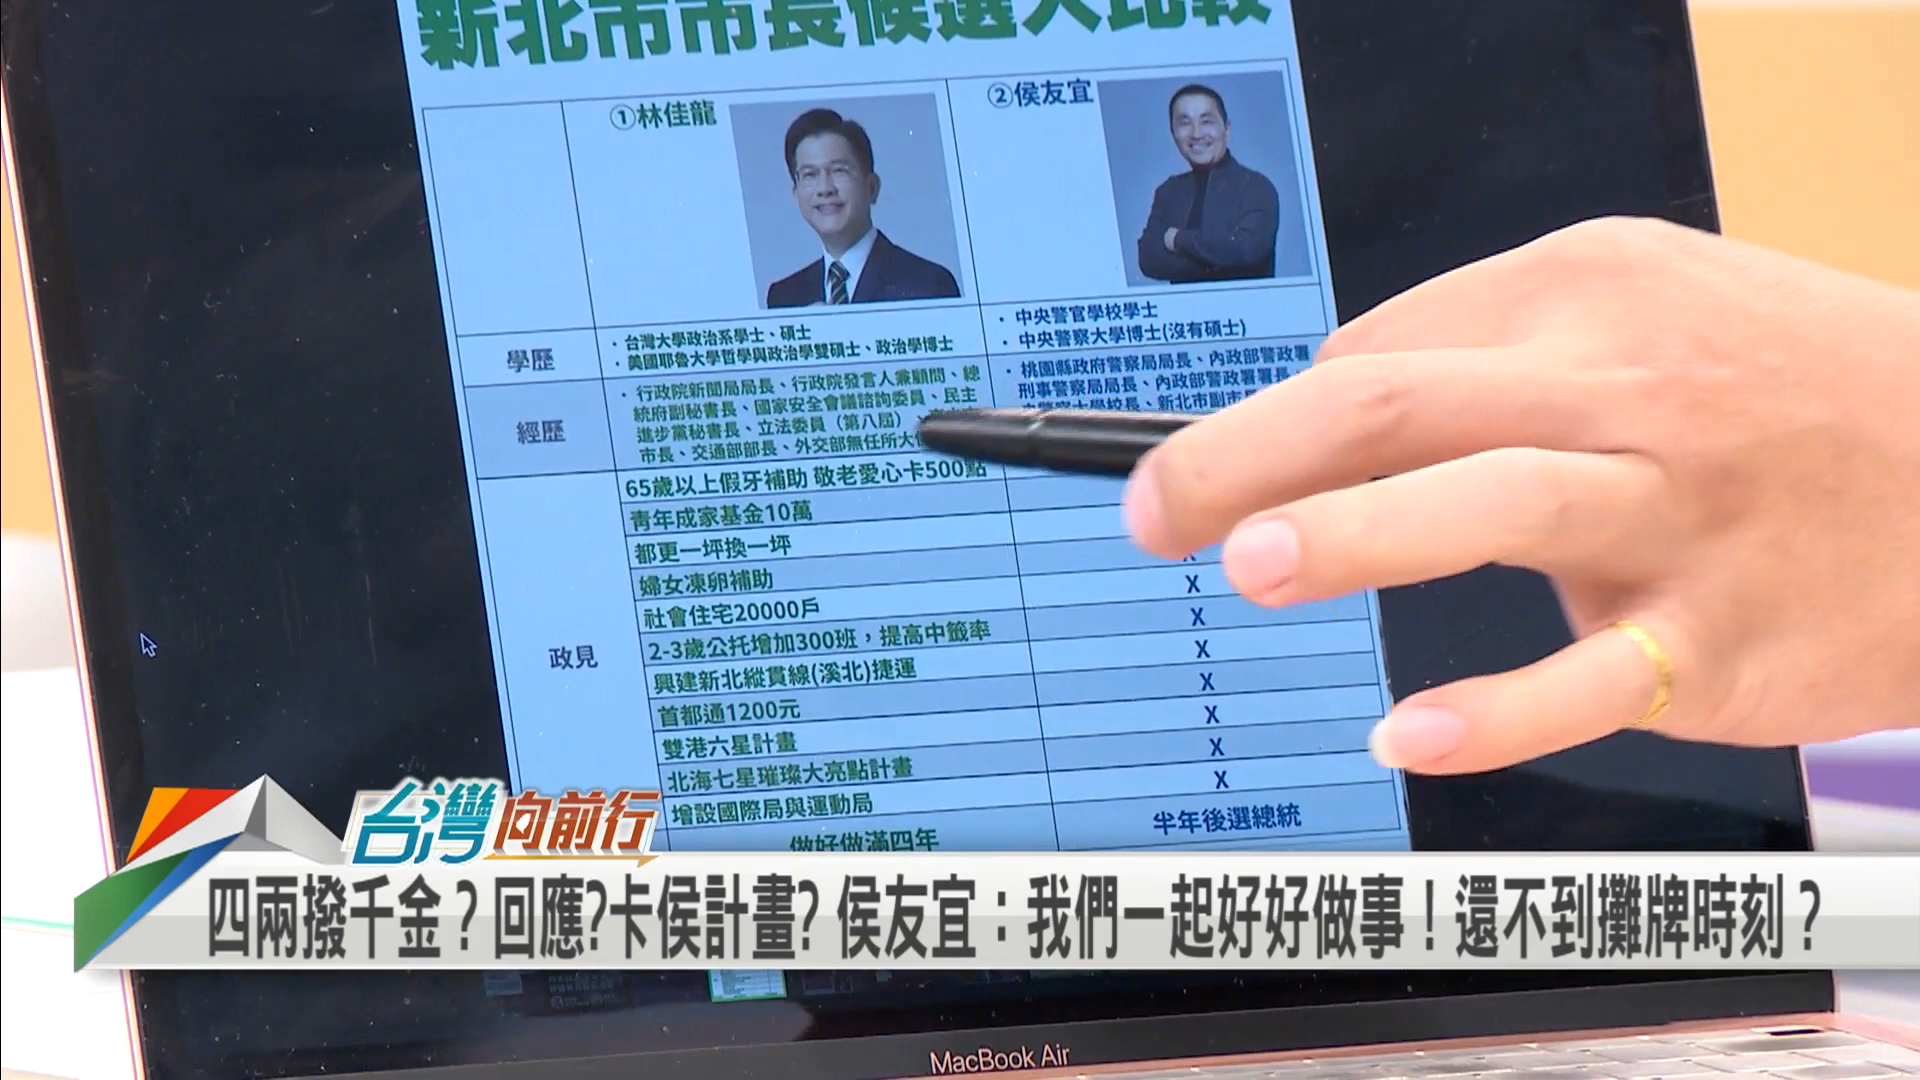 新北市市長候選人比較
①林佳龍
②侯友宜
學歷
・台灣大學政治系學士、碩士
・美國耶魯大學哲學與政治學雙碩士、政治學博士
・中央警官學校學士
・中央警察大學博士(沒有碩士)
經歷
・行政院新聞局局長、行政院發言人兼顧問、總
統府副秘書長、國家安全會議諮詢委員、民主
進步黨秘書長、立法委員（第八屆）、
市長、交通部部長、外交部無任所大
・桃園縣政府警察局局長、內政部警政署
刑事警察局局長、內政部警政署署長、
中央警察大學校長、新北市副市
政見
65歲以上假牙補助 敬老愛心卡500點
青年成家基金10萬
都更一坪換一坪
X
婦女凍卵補助
X
社會住宅20000戶
X
2-3歲公托增加300班，提高中籤率
X
興建新北縱貫線(溪北)捷運
X
首都通1200元
X
雙港六星計畫
X
北海七星璀璨大亮點計畫
X
增設國際局與運動局
做好做滿四年
半年後選總統
台灣向前行
四兩撥千金？回應?卡侯計畫? 侯友宜：我們一起好好做事！還不到攤牌時刻？
MacBook Air